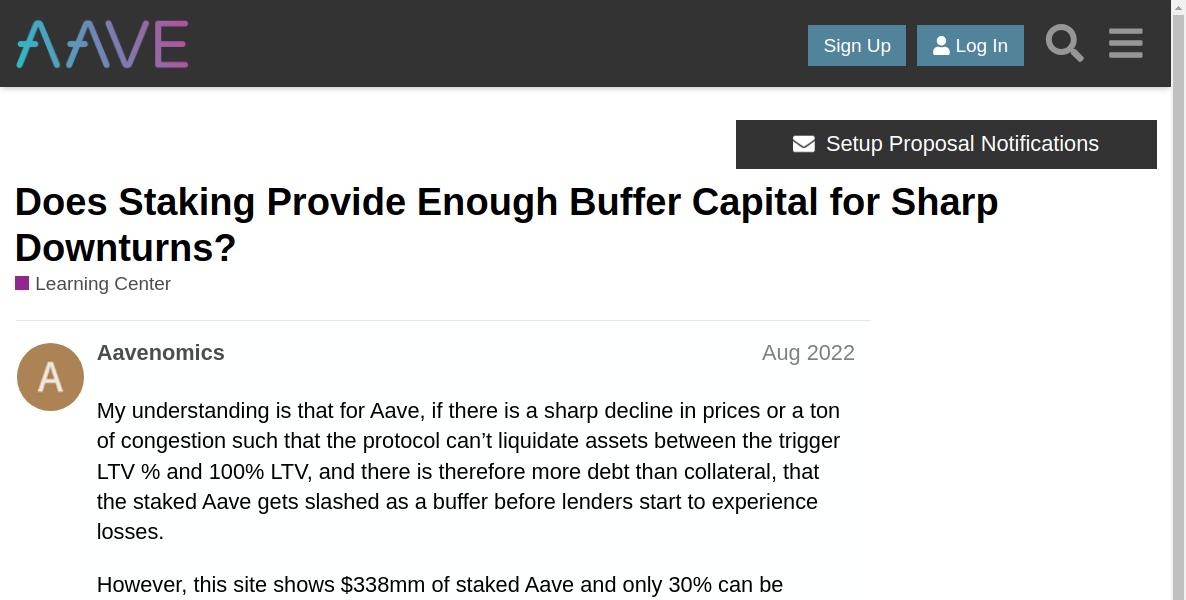 AAVE
Sign Up
Log In
Setup Proposal Notifications
Does Staking Provide Enough Buffer Capital for Sharp
Downturns?
Learning Center
A
Aavenomics
Aug 2022
My understanding is that for Aave, if there is a sharp decline in prices or a ton
of congestion such that the protocol can’t liquidate assets between the trigger
LTV % and 100% LTV, and there is therefore more debt than collateral, that
the staked Aave gets slashed as a buffer before lenders start to experience
losses.
However, this site shows $338mm of staked Aave and only 30% can be